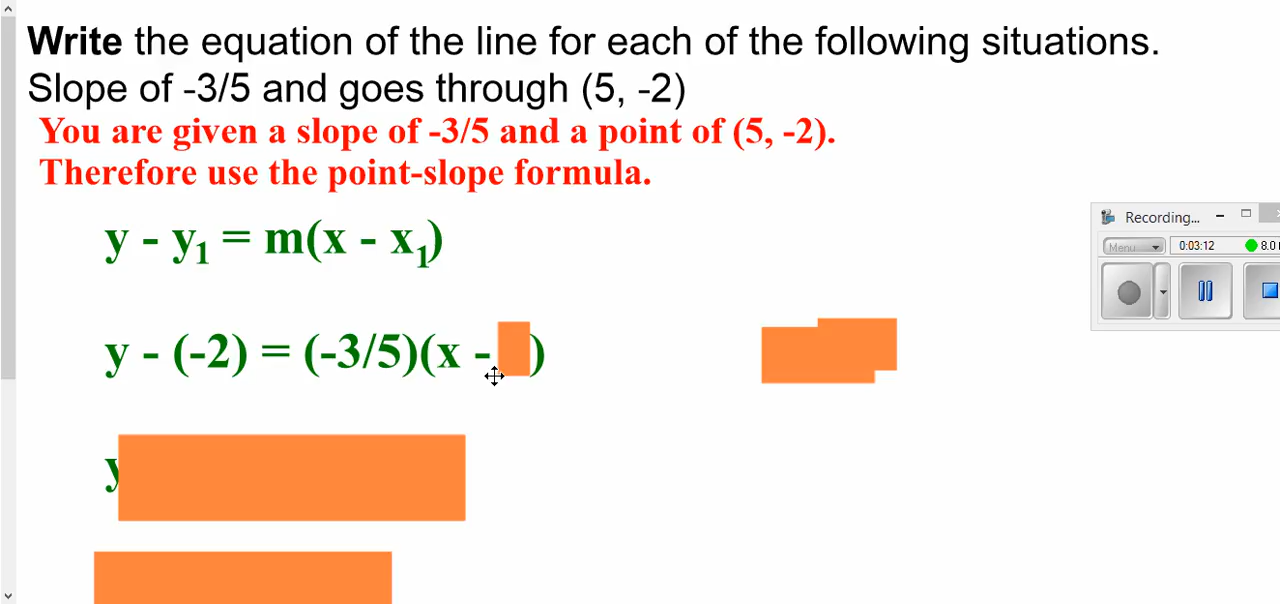 Write the equation of the line for each of the following situations.
Slope of -3/5 and goes through (5, -2)
You are given a slope of -3/5 and a point of (5, -2).
Therefore use the point-slope formula.
y - y₁ = m(x - x₁)
Recording...
Menu
0:03:12
8.0
y - (-2) = (-3/5)(x - )
y